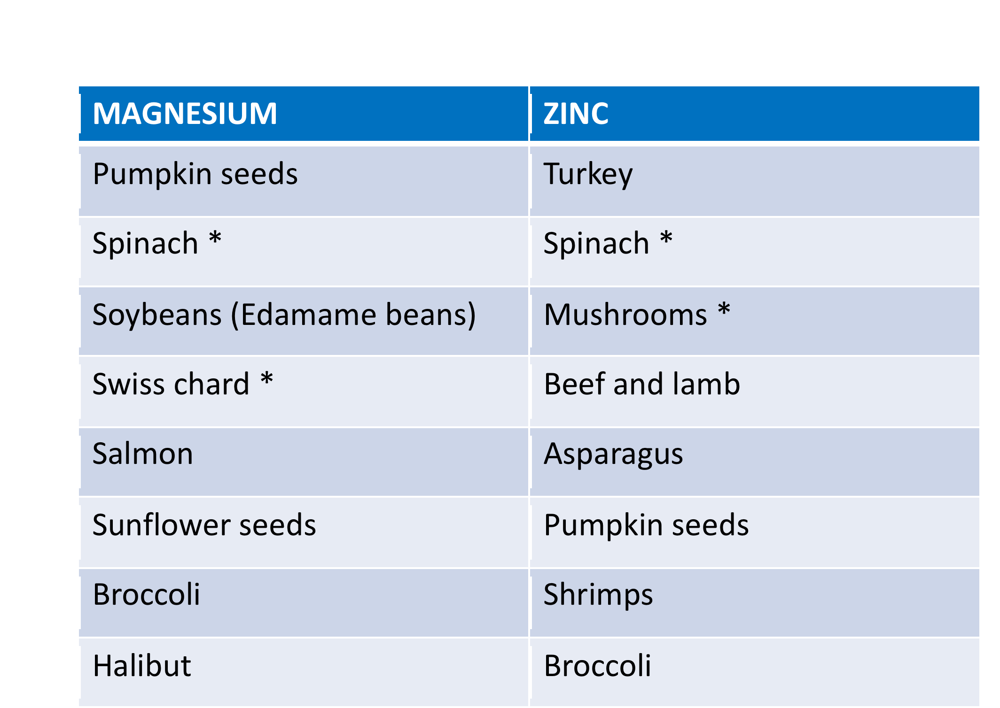 MAGNESIUM ZINC
Pumpkin seeds Turkey
Spinach * Spinach *
Soybeans (Edamame beans) Mushrooms *
Swiss chard * Beef and lamb
Salmon Asparagus
Sunflower seeds Pumpkin seeds
Broccoli Shrimps
Halibut Broccoli